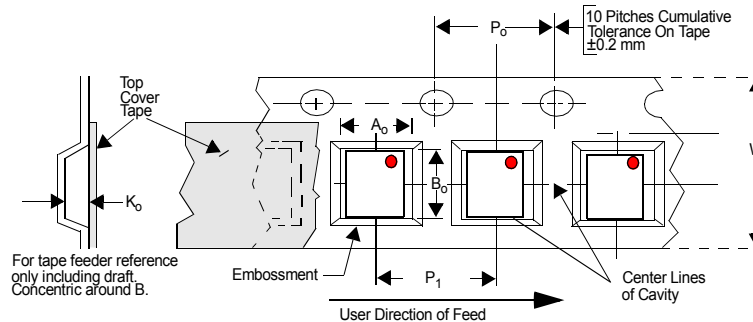 10 Pitches Cumulative
Tolerance On Tape
±0.2 mm
Po
Top
Cover
Tape
Ao
Bo
Ko
For tape feeder reference
only including draft.
Concentric around B.
Embossment
P1
Center Lines
of Cavity
User Direction of Feed